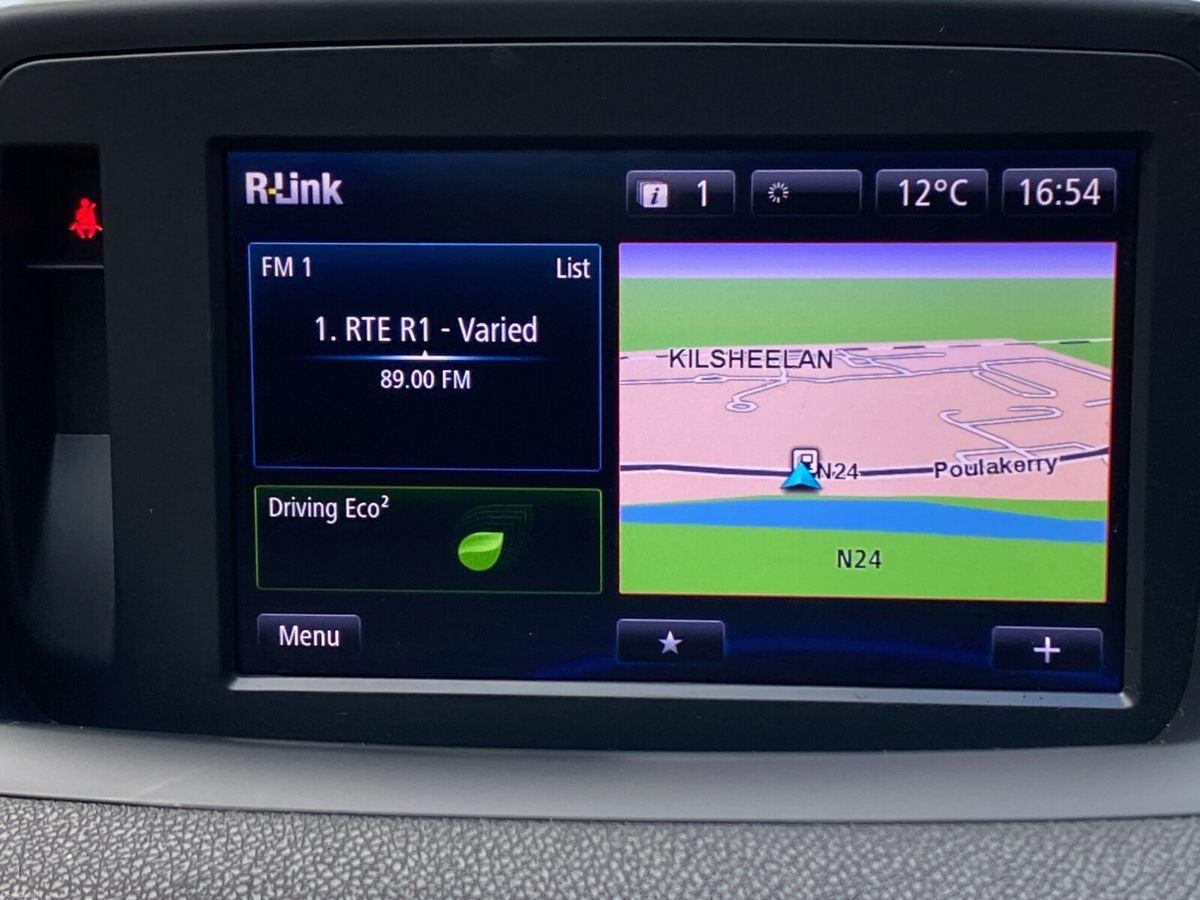 R-Link
i 1
12°C
16:54
FM 1
List
1. RTE R1 - Varied
89.00 FM
KILSHEELAN
N24
Poulakerry
N24
Driving Eco²
Menu